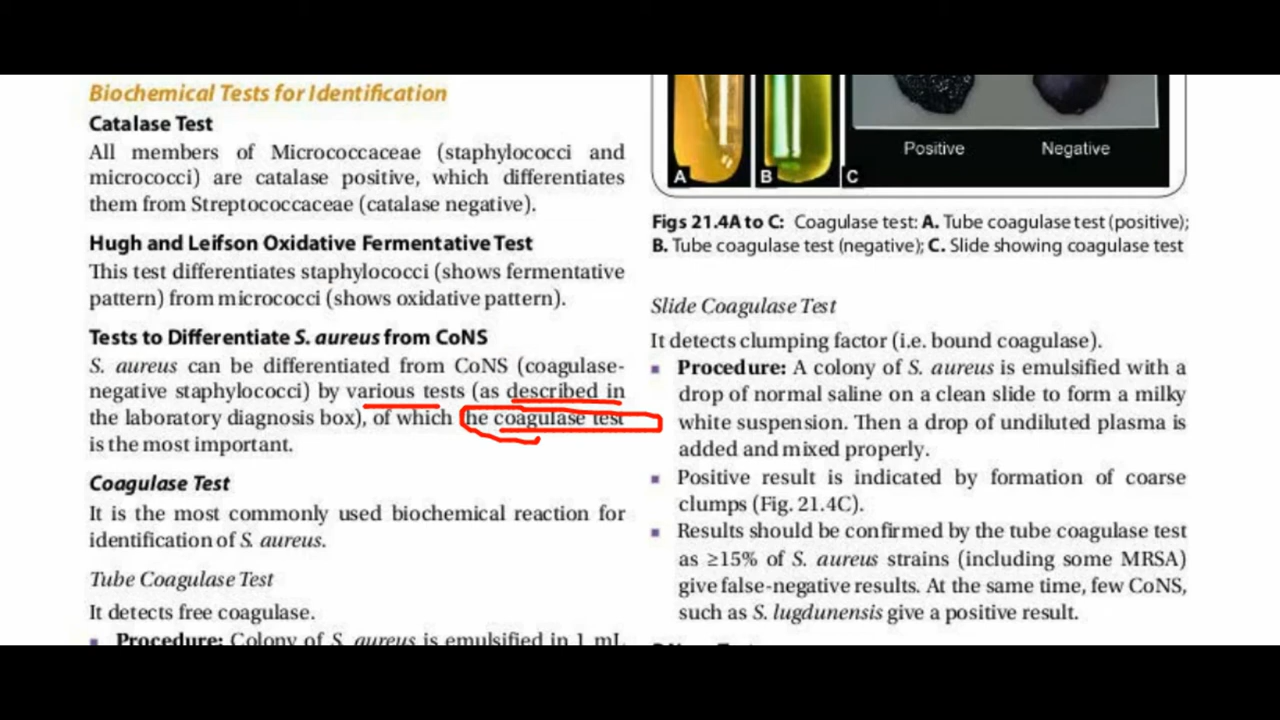 Biochemical Tests for Identification
Catalase Test
All members of Micrococcaceae (staphylococci and
micrococci) are catalase positive, which differentiates
them from Streptococcaceae (catalase negative).
Hugh and Leifson Oxidative Fermentative Test
This test differentiates staphylococci (shows fermentative
pattern) from micrococci (shows oxidative pattern).
Tests to Differentiate S. aureus from CoNS
S. aureus can be differentiated from CoNS (coagulase-
negative staphylococci) by various tests (as described in
the laboratory diagnosis box), of which the coagulase test
is the most important.
Coagulase Test
It is the most commonly used biochemical reaction for
identification of S. aureus.
Tube Coagulase Test
It detects free coagulase.
Procedure: Colony of S. aureus is emulsified in 1 mL
Positive Negative
A B C
Figs 21.4A to C: Coagulase test: A. Tube coagulase test (positive);
B. Tube coagulase test (negative); C. Slide showing coagulase test
Slide Coagulase Test
It detects clumping factor (i.e. bound coagulase).
Procedure: A colony of S. aureus is emulsified with a
drop of normal saline on a clean slide to form a milky
white suspension. Then a drop of undiluted plasma is
added and mixed properly.
Positive result is indicated by formation of coarse
clumps (Fig. 21.4C).
Results should be confirmed by the tube coagulase test
as ≥15% of S. aureus strains (including some MRSA)
give false-negative results. At the same time, few CoNS,
such as S. lugdunensis give a positive result.